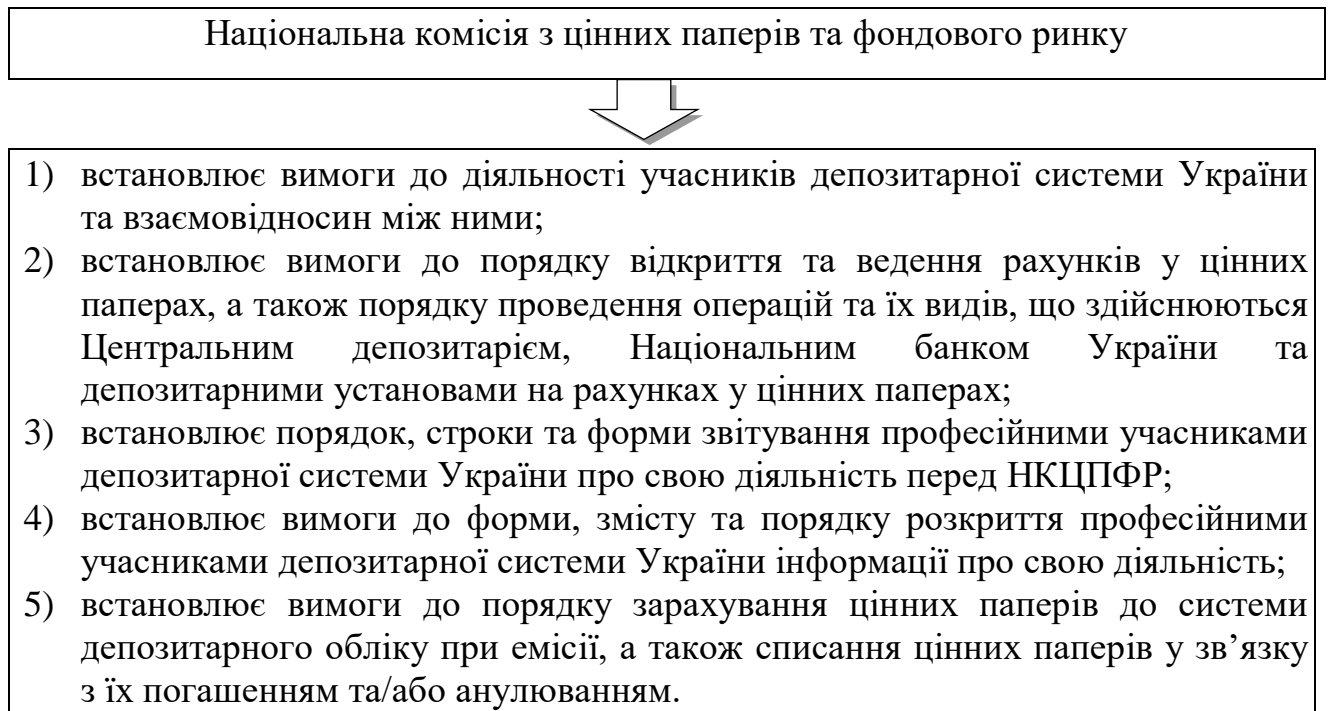 Національна комісія з цінних паперів та фондового ринку
1) встановлює вимоги до діяльності учасників депозитарної системи України
та взаємовідносин між ними;
2) встановлює вимоги до порядку відкриття та ведення рахунків у цінних
паперах, а також порядку проведення операцій та їх видів, що здійснюються
Центральним депозитарієм, Національним банком України та
депозитарними установами на рахунках у цінних паперах;
3) встановлює порядок, строки та форми звітування професійними учасниками
депозитарної системи України про свою діяльність перед НКЦПФР;
4) встановлює вимоги до форми, змісту та порядку розкриття професійними
учасниками депозитарної системи України інформації про свою діяльність;
5) встановлює вимоги до порядку зарахування цінних паперів до системи
депозитарного обліку при емісії, а також списання цінних паперів у зв’язку
з їх погашенням та/або анулюванням.